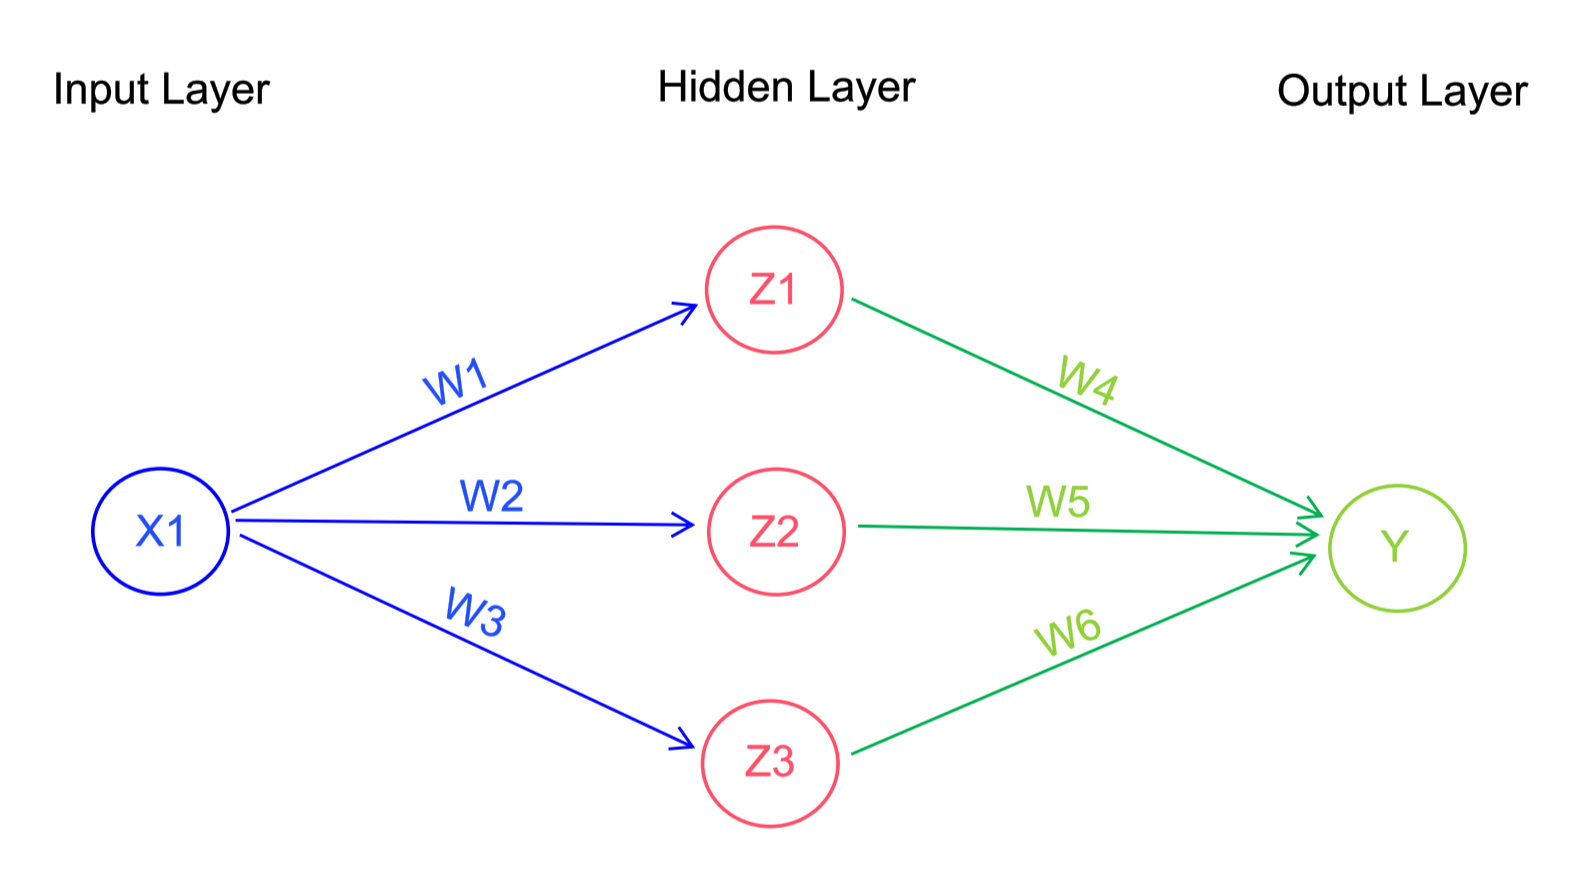 Input Layer
Hidden Layer
Output Layer
Z1
W1
W4
W2
W5
X1
Z2
Y
W3
W6
Z3